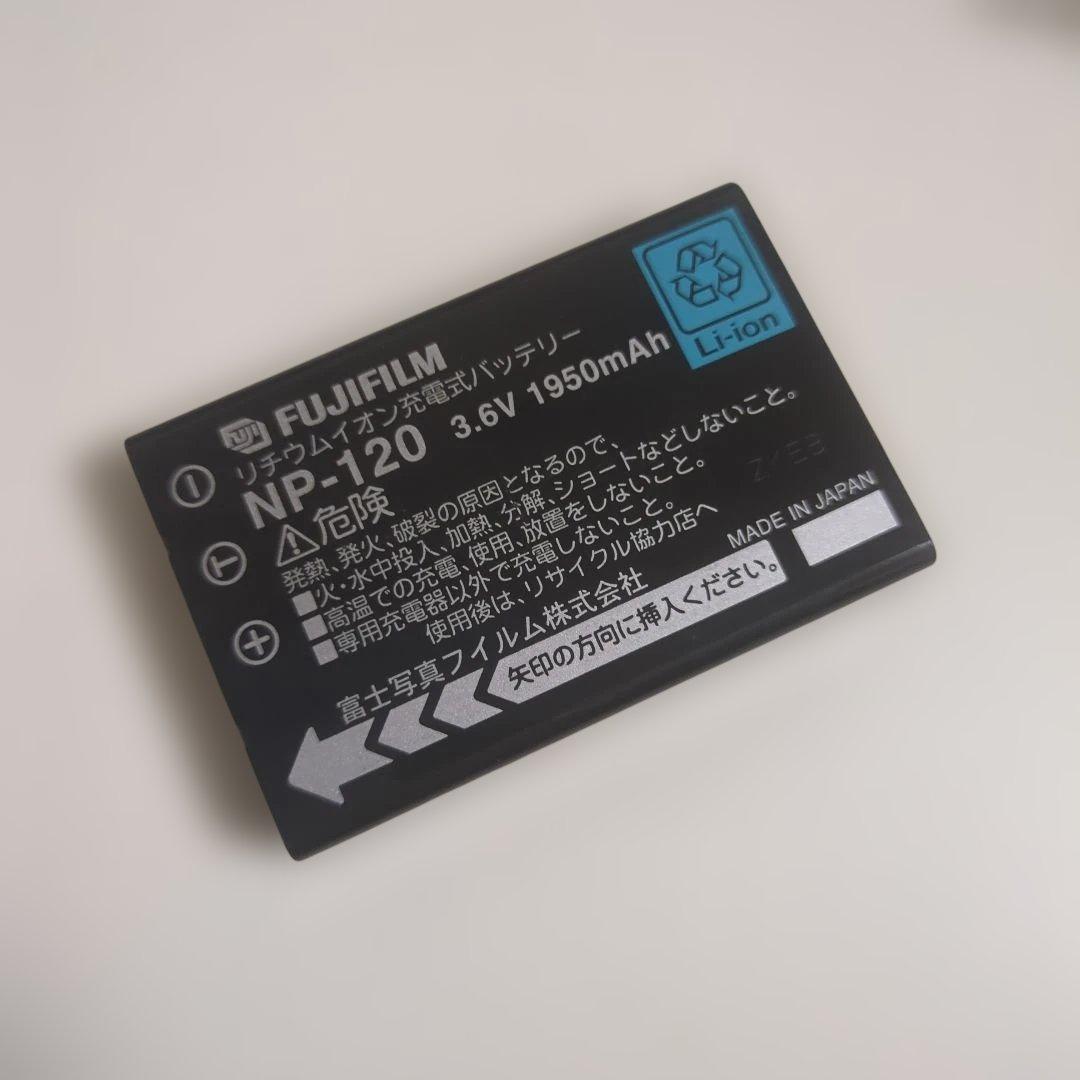 FUJI FUJIFILM
リチウムイオン充電式バッテリー
NP-120 3.6V 1950mAh
Li-ion
⚠危険
発熱、発火、破裂の原因となるので、
■火・水中投入、加熱、分解、ショートなどしないこと。
■高温での充電、使用、放置をしないこと。
■専用充電器以外で充電しないこと。
使用後は、リサイクル協力店へ
富士写真フイルム株式会社
MADE IN JAPAN
矢印の方向に挿入ください。
− T +